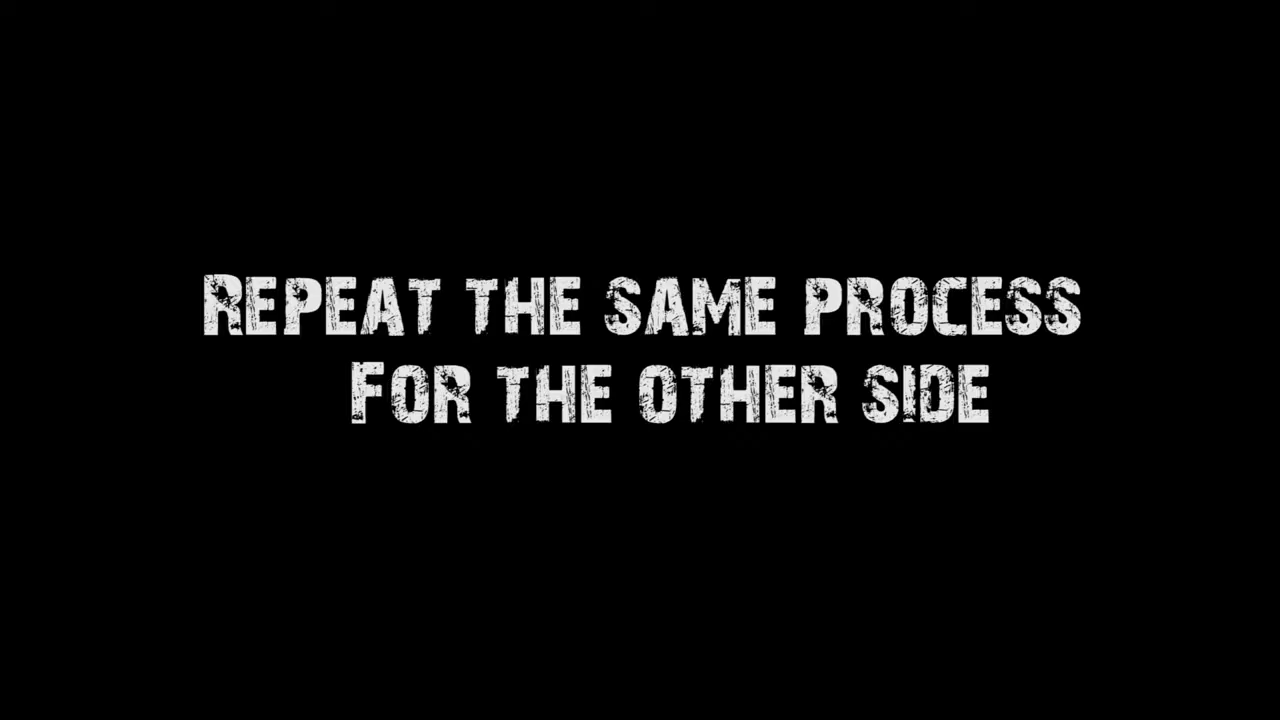 REPEAT THE SAME PROCESS
FOR THE OTHER SIDE